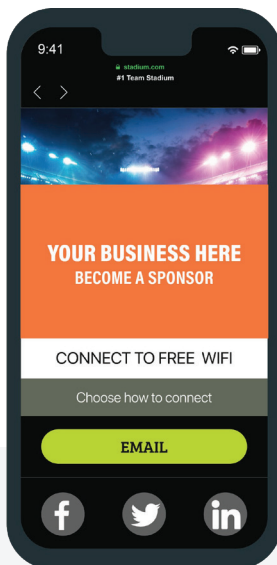 9:41
stadium.com
#1 Team Stadium
YOUR BUSINESS HERE
BECOME A SPONSOR
CONNECT TO FREE WIFI
Choose how to connect
EMAIL
f
in